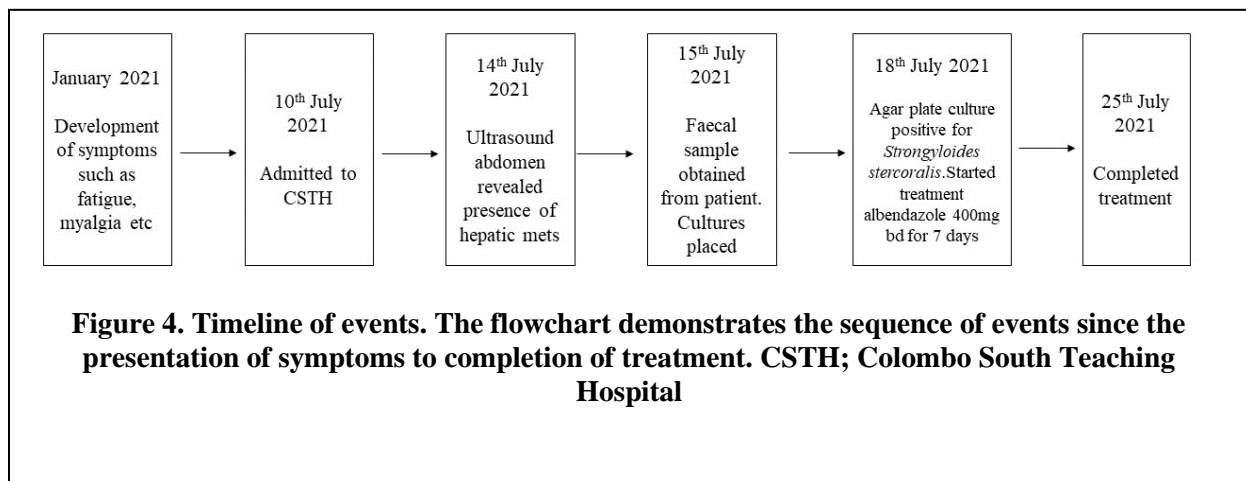 January 2021
Development
of symptoms
such as
fatigue,
myalgia etc
10th July
2021
Admitted to
CSTH
14th July
2021
Ultrasound
abdomen
revealed
presence of
hepatic mets
15th July
2021
Faecal
sample
obtained
from patient.
Cultures
placed
18th July 2021
Agar plate culture
positive for
Strongyloides
stercoralis.Started
treatment
albendazole 400mg
bd for 7 days
25th July
2021
Completed
treatment
Figure 4. Timeline of events. The flowchart demonstrates the sequence of events since the
presentation of symptoms to completion of treatment. CSTH; Colombo South Teaching
Hospital